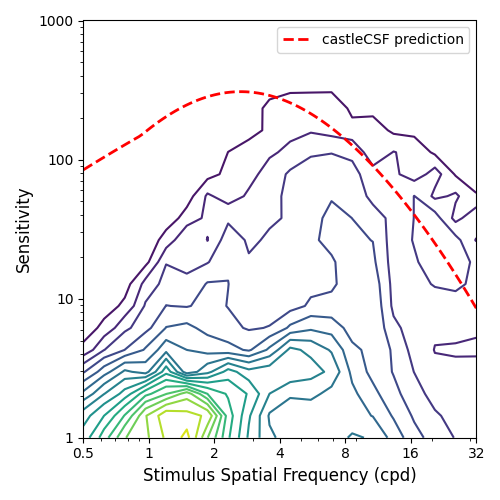 1000
castleCSF prediction
100
Sensitivity
10
1
0.5 1 2 4 8 16 32
Stimulus Spatial Frequency (cpd)